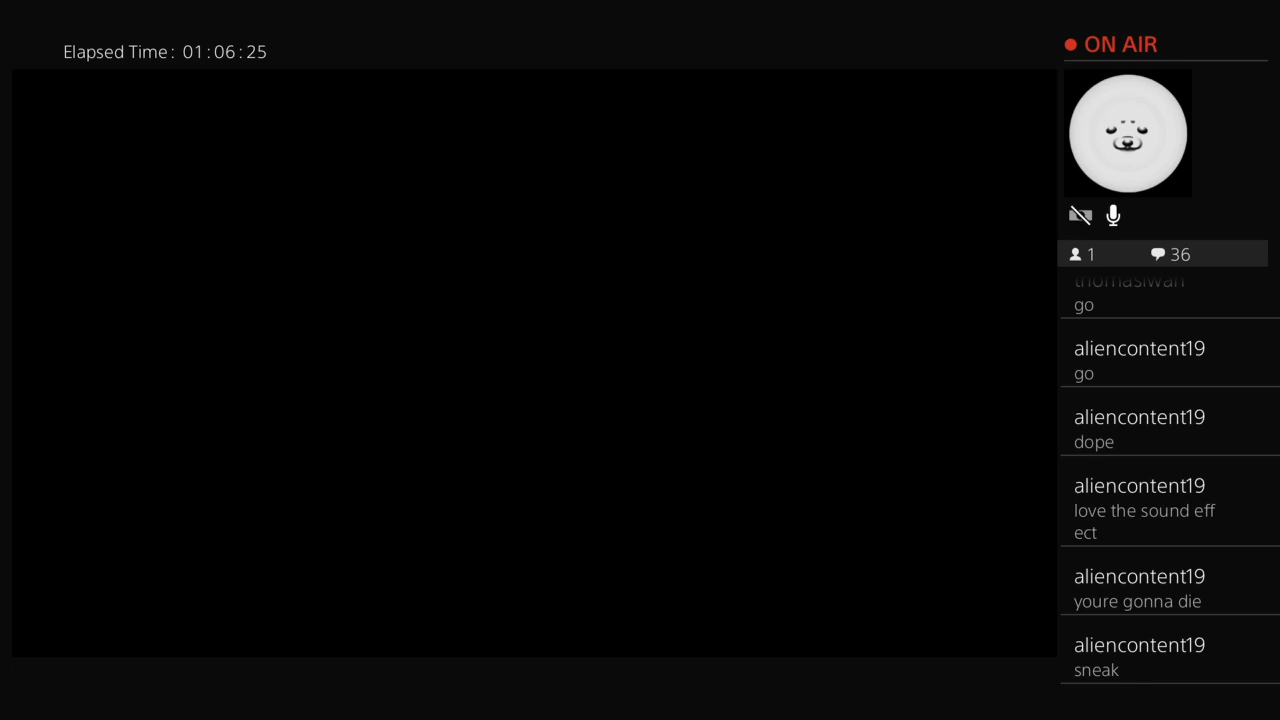 Elapsed Time: 01:06:25
ON AIR
1 36
thomasiwan
go
aliencontent19
go
aliencontent19
dope
aliencontent19
love the sound eff
ect
aliencontent19
youre gonna die
aliencontent19
sneak